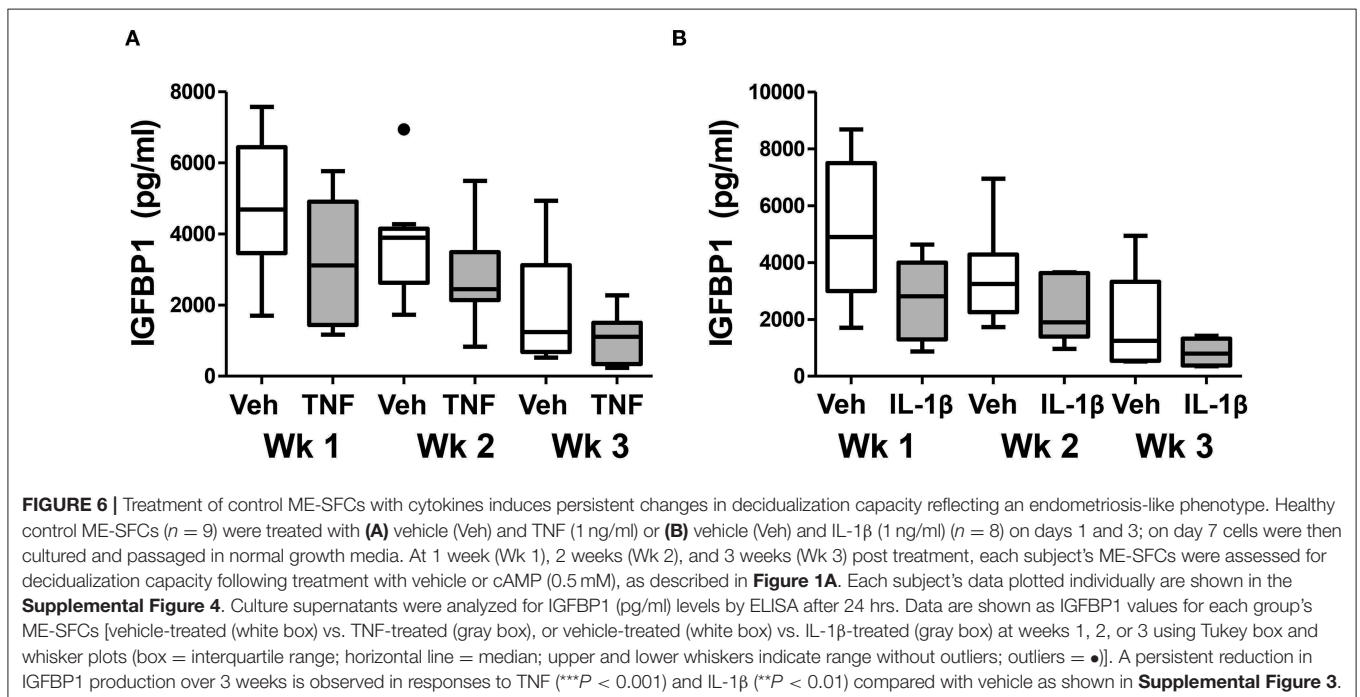 A
B
8000
6000
4000
2000
0
IGFBP1 (pg/ml)
Veh TNF Veh TNF Veh TNF
Wk 1 Wk 2 Wk 3
10000
8000
6000
4000
2000
0
IGFBP1 (pg/ml)
Veh IL-1β Veh IL-1β Veh IL-1β
Wk 1 Wk 2 Wk 3
FIGURE 6 | Treatment of control ME-SFCs with cytokines induces persistent changes in decidualization capacity reflecting an endometriosis-like phenotype. Healthy
control ME-SFCs (n = 9) were treated with (A) vehicle (Veh) and TNF (1 ng/ml) or (B) vehicle (Veh) and IL-1β (1 ng/ml) (n = 8) on days 1 and 3; on day 7 cells were then
cultured and passaged in normal growth media. At 1 week (Wk 1), 2 weeks (Wk 2), and 3 weeks (Wk 3) post treatment, each subject's ME-SFCs were assessed for
decidualization capacity following treatment with vehicle or cAMP (0.5 mM), as described in Figure 1A. Each subject's data plotted individually are shown in the
Supplemental Figure 4. Culture supernatants were analyzed for IGFBP1 (pg/ml) levels by ELISA after 24 hrs. Data are shown as IGFBP1 values for each group's
ME-SFCs [vehicle-treated (white box) vs. TNF-treated (gray box), or vehicle-treated (white box) vs. IL-1β-treated (gray box) at weeks 1, 2, or 3 using Tukey box and
whisker plots (box = interquartile range; horizontal line = median; upper and lower whiskers indicate range without outliers; outliers = •)]. A persistent reduction in
IGFBP1 production over 3 weeks is observed in responses to TNF (***P < 0.001) and IL-1β (**P < 0.01) compared with vehicle as shown in Supplemental Figure 3.